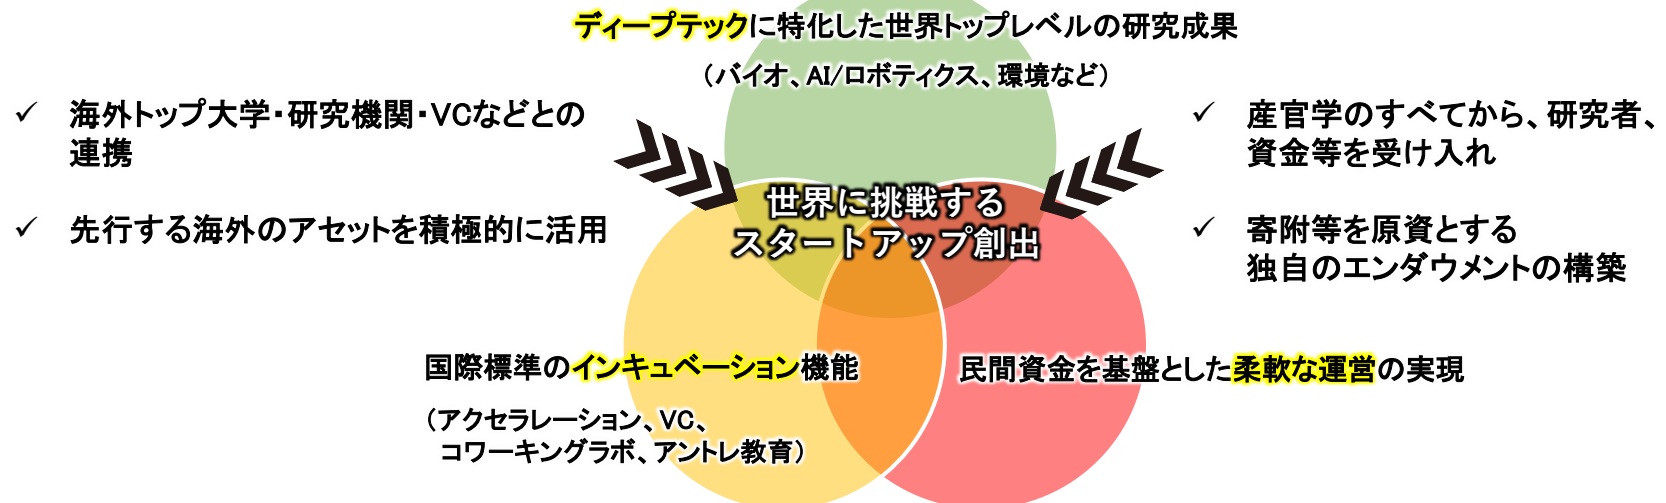 ディープテックに特化した世界トップレベルの研究成果
（バイオ、AI/ロボティクス、環境など）
✓ 海外トップ大学・研究機関・VCなどとの
連携
✓ 先行する海外のアセットを積極的に活用
✓ 産官学のすべてから、研究者、
資金等を受け入れ
✓ 寄附等を原資とする
独自のエンダウメントの構築
世界に挑戦する
スタートアップ創出
国際標準のインキュベーション機能
（アクセラレーション、VC、
コワーキングラボ、アントレ教育）
民間資金を基盤とした柔軟な運営の実現